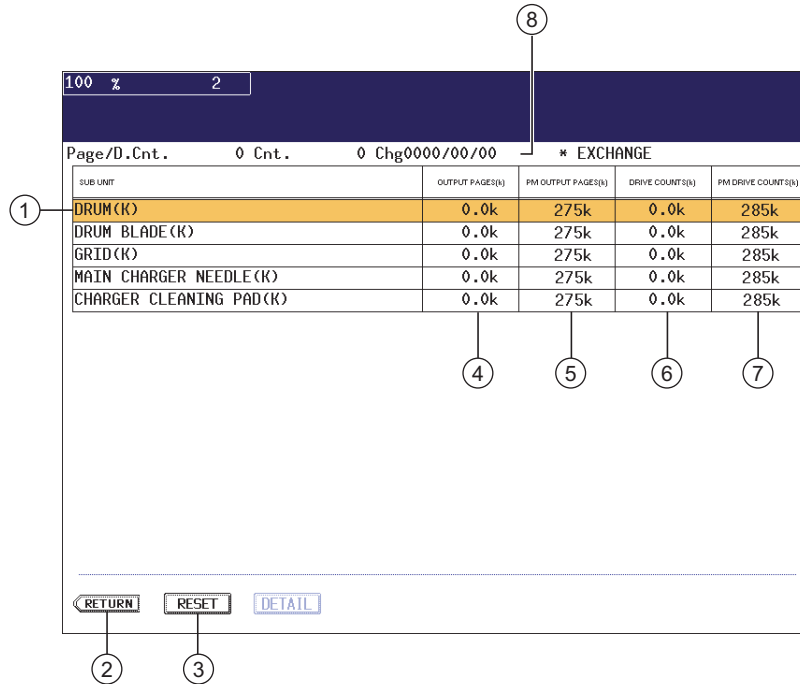 8
100 % 2
Page/D.Cnt. 0 Cnt. 0 Chg0000/00/00 * EXCHANGE
SUB UNIT OUTPUT PAGES(k) PM OUTPUT PAGES(k) DRIVE COUNTS(k) PM DRIVE COUNTS(k)
1 DRUM(K) 0.0k 275k 0.0k 285k
DRUM BLADE(K) 0.0k 275k 0.0k 285k
GRID(K) 0.0k 275k 0.0k 285k
MAIN CHARGER NEEDLE(K) 0.0k 275k 0.0k 285k
CHARGER CLEANING PAD(K) 0.0k 275k 0.0k 285k
4 5 6 7
RETURN RESET DETAIL
2 3